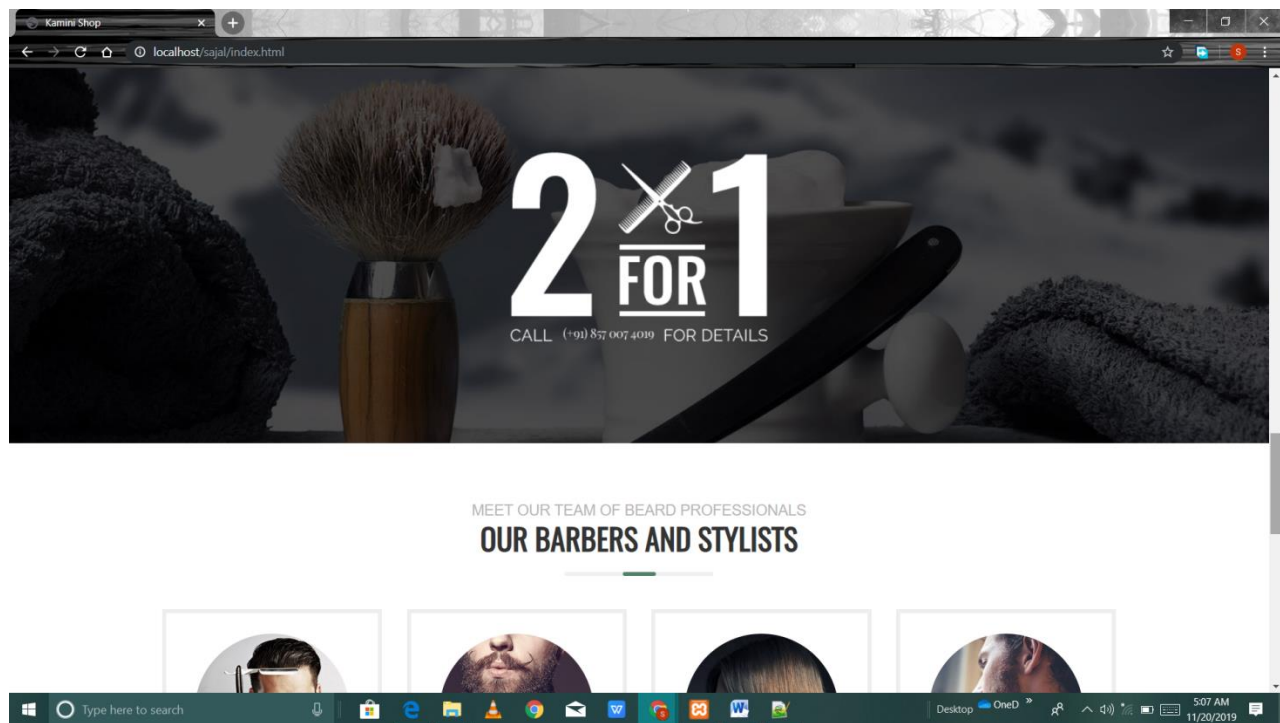 Kamini Shop
localhost/sajal/index.html
S
2 FOR 1
CALL (+91) 857 007 4019 FOR DETAILS
MEET OUR TEAM OF BEARD PROFESSIONALS
OUR BARBERS AND STYLISTS
Type here to search
Desktop
OneD
5:07 AM
11/20/2019